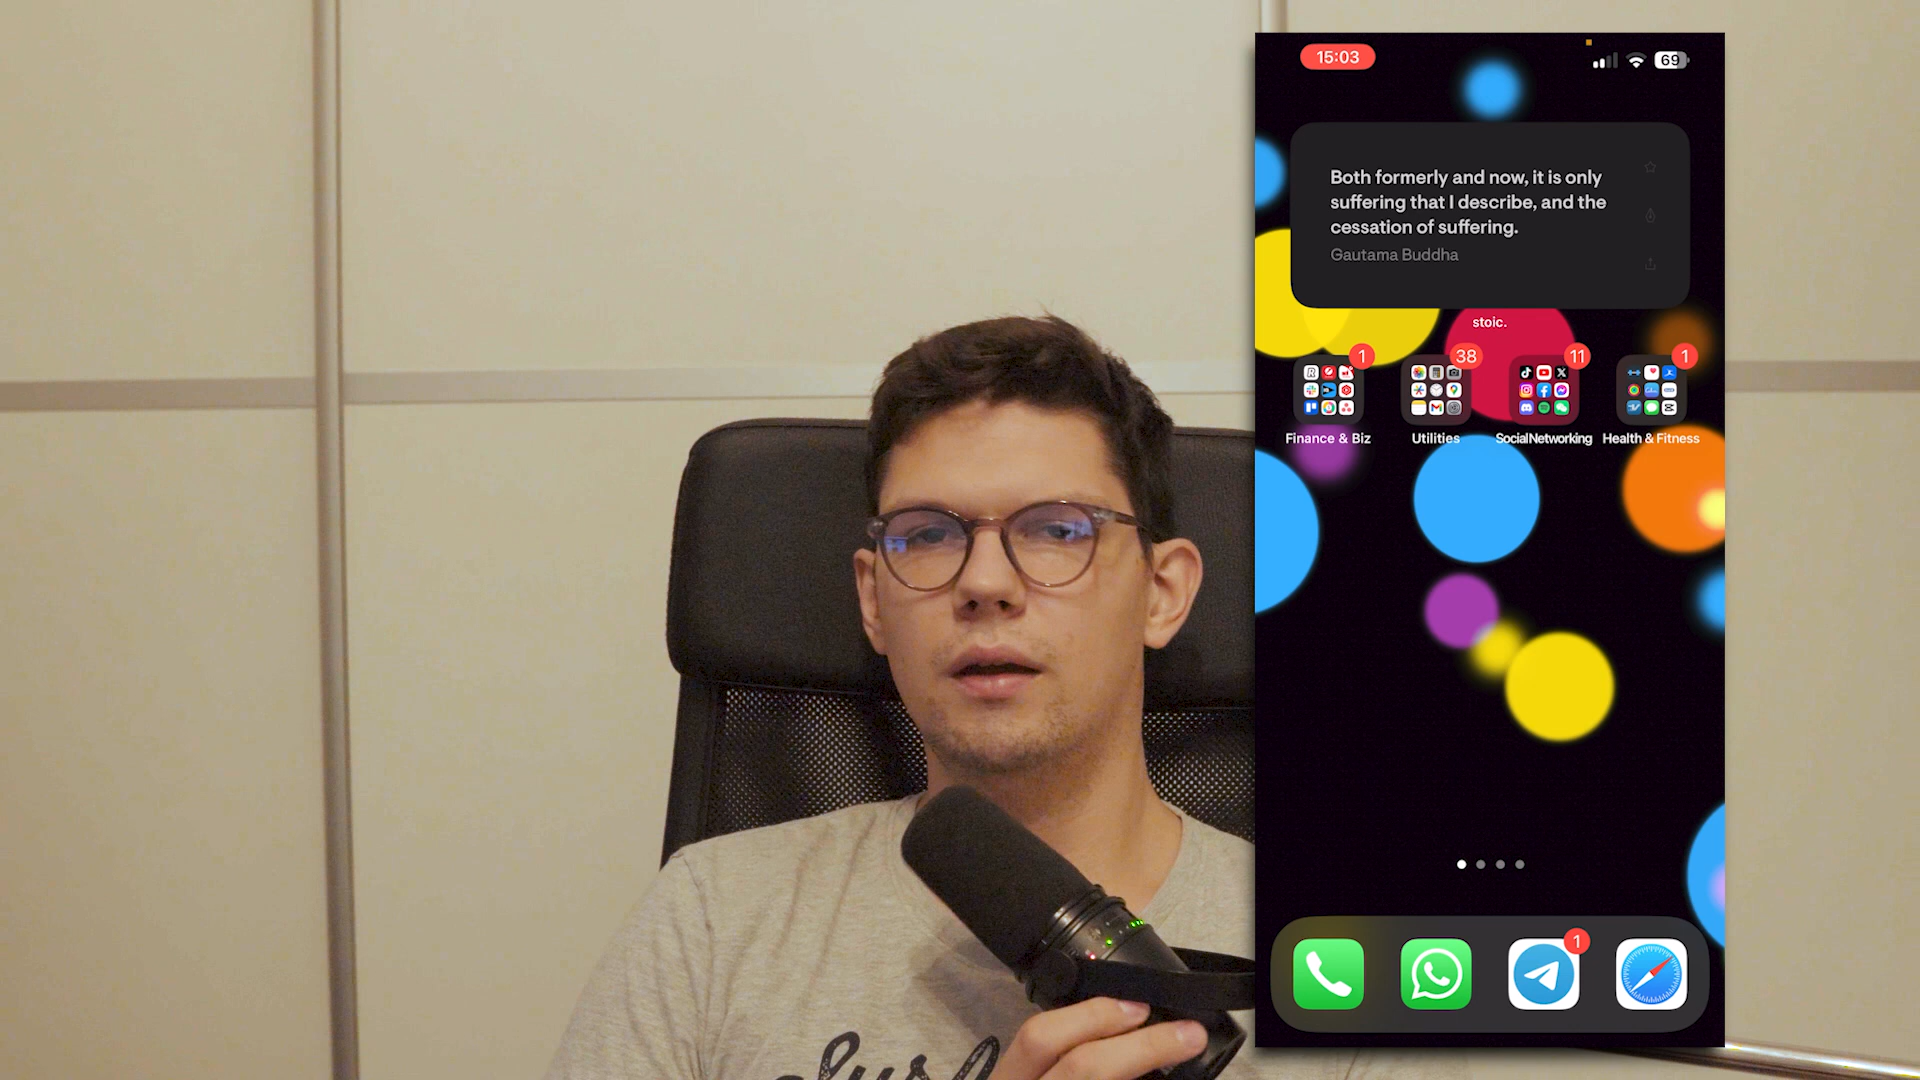 15:03
69
Both formerly and now, it is only
suffering that I describe, and the
cessation of suffering.
Gautama Buddha
stoic.
1
38
11
1
Finance & Biz
Utilities
SocialNetworking
Health & Fitness
1